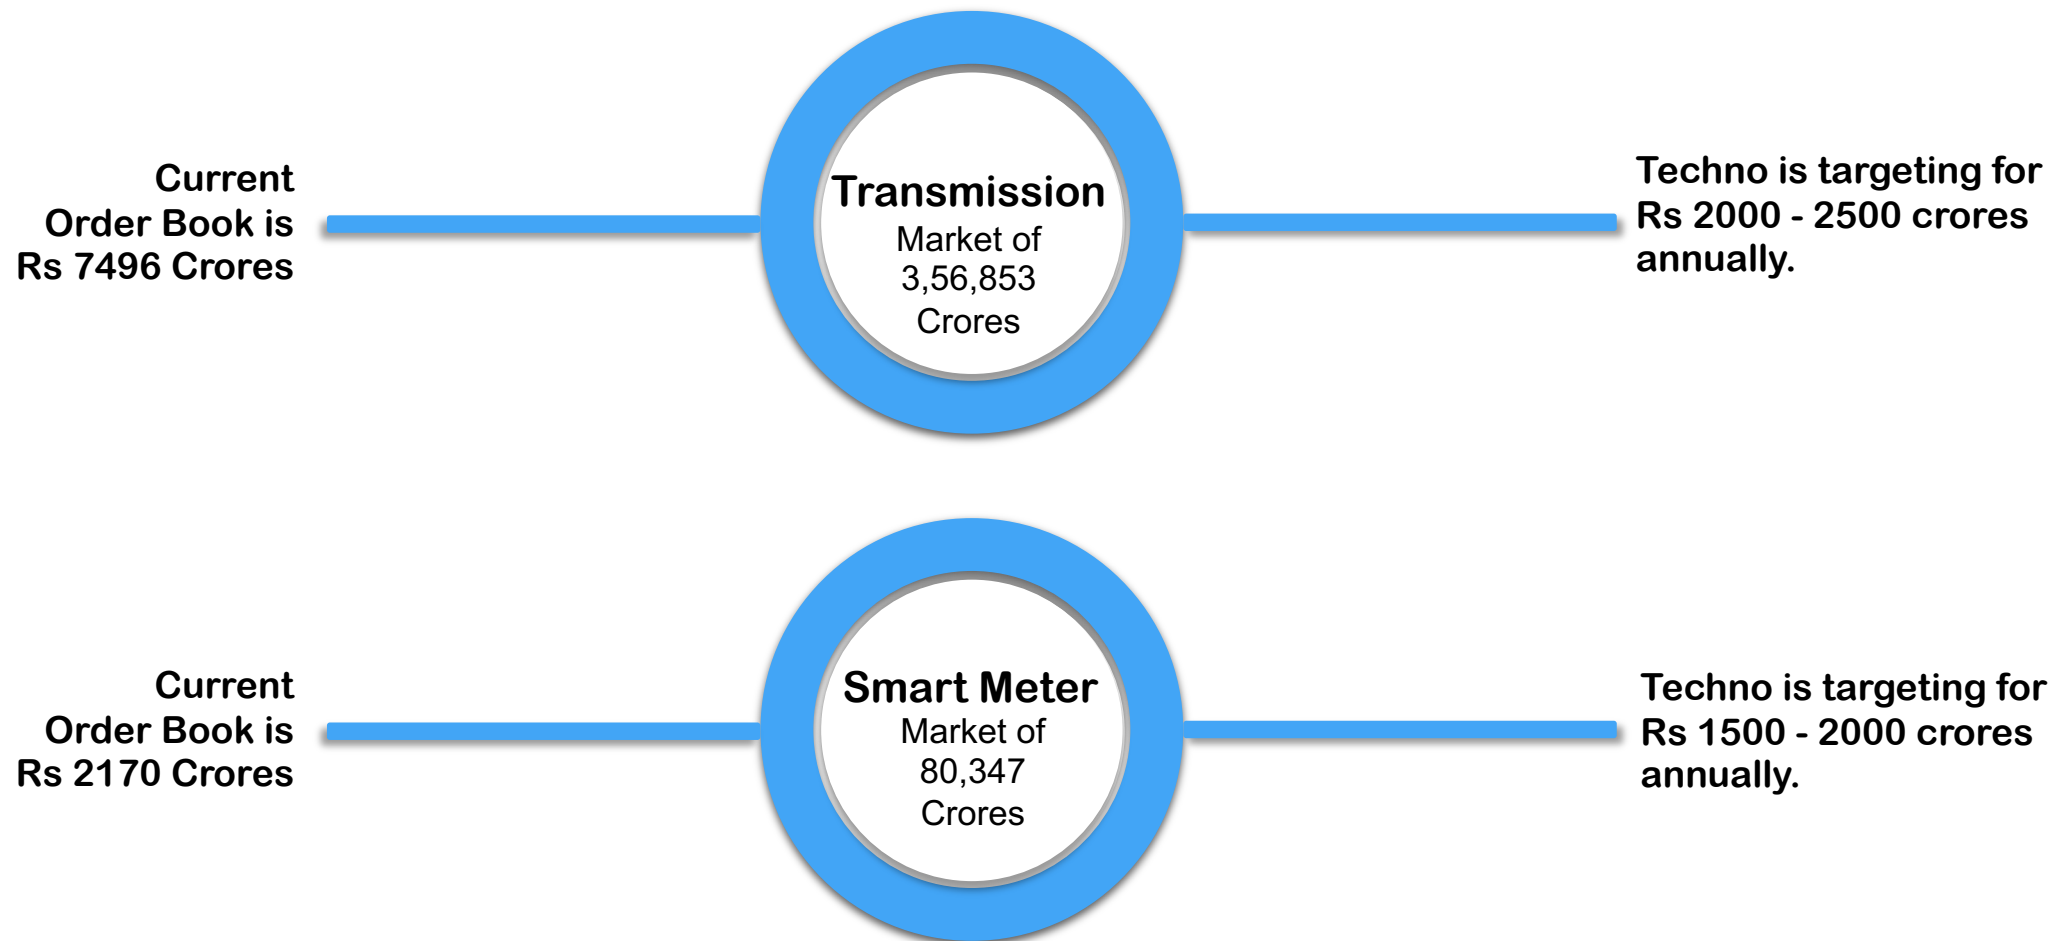 Current
Order Book is
Rs 7496 Crores
Transmission
Market of
3,56,853
Crores
Techno is targeting for
Rs 2000 - 2500 crores
annually.
Current
Order Book is
Rs 2170 Crores
Smart Meter
Market of
80,347
Crores
Techno is targeting for
Rs 1500 - 2000 crores
annually.